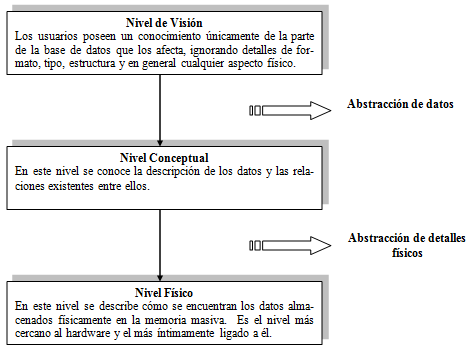 Nivel de Visión
Los usuarios poseen un conocimiento únicamente de la parte
de la base de datos que los afecta, ignorando detalles de for-
mato, tipo, estructura y en general cualquier aspecto físico.
Abstracción de datos
Nivel Conceptual
En este nivel se conoce la descripción de los datos y las rela-
ciones existentes entre ellos.
Abstracción de detalles
físicos
Nivel Físico
En este nivel se describe cómo se encuentran los datos alma-
cenados físicamente en la memoria masiva. Es el nivel más
cercano al hardware y el más íntimamente ligado a él.